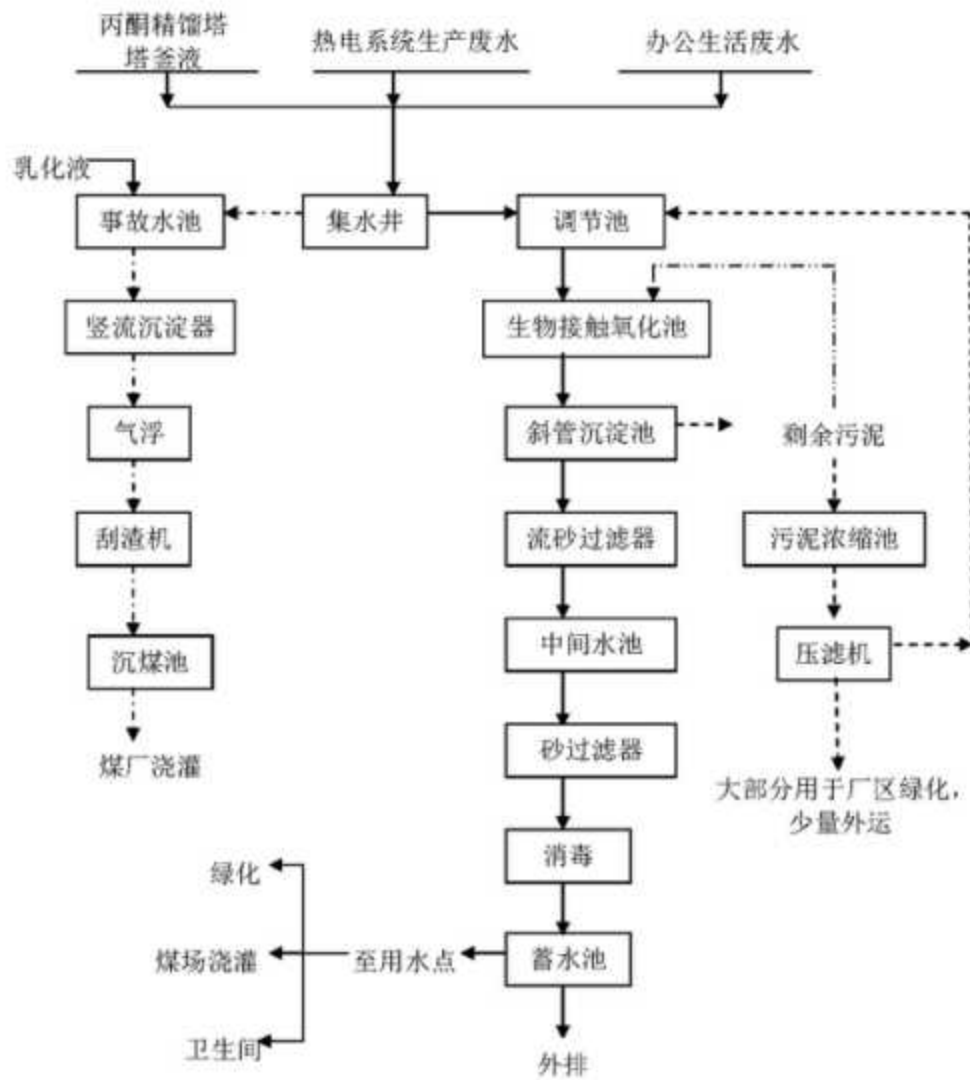 丙酮精馏塔
塔釜液
热电系统生产废水
办公生活废水
乳化液
事故水池
集水井
调节池
竖流沉淀器
生物接触氧化池
气浮
斜管沉淀池
剩余污泥
刮渣机
流砂过滤器
污泥浓缩池
沉煤池
中间水池
压滤机
煤厂浇灌
砂过滤器
大部分用于厂区绿化，
少量外运
消毒
绿化
煤场浇灌
至用水点
蓄水池
卫生间
外排